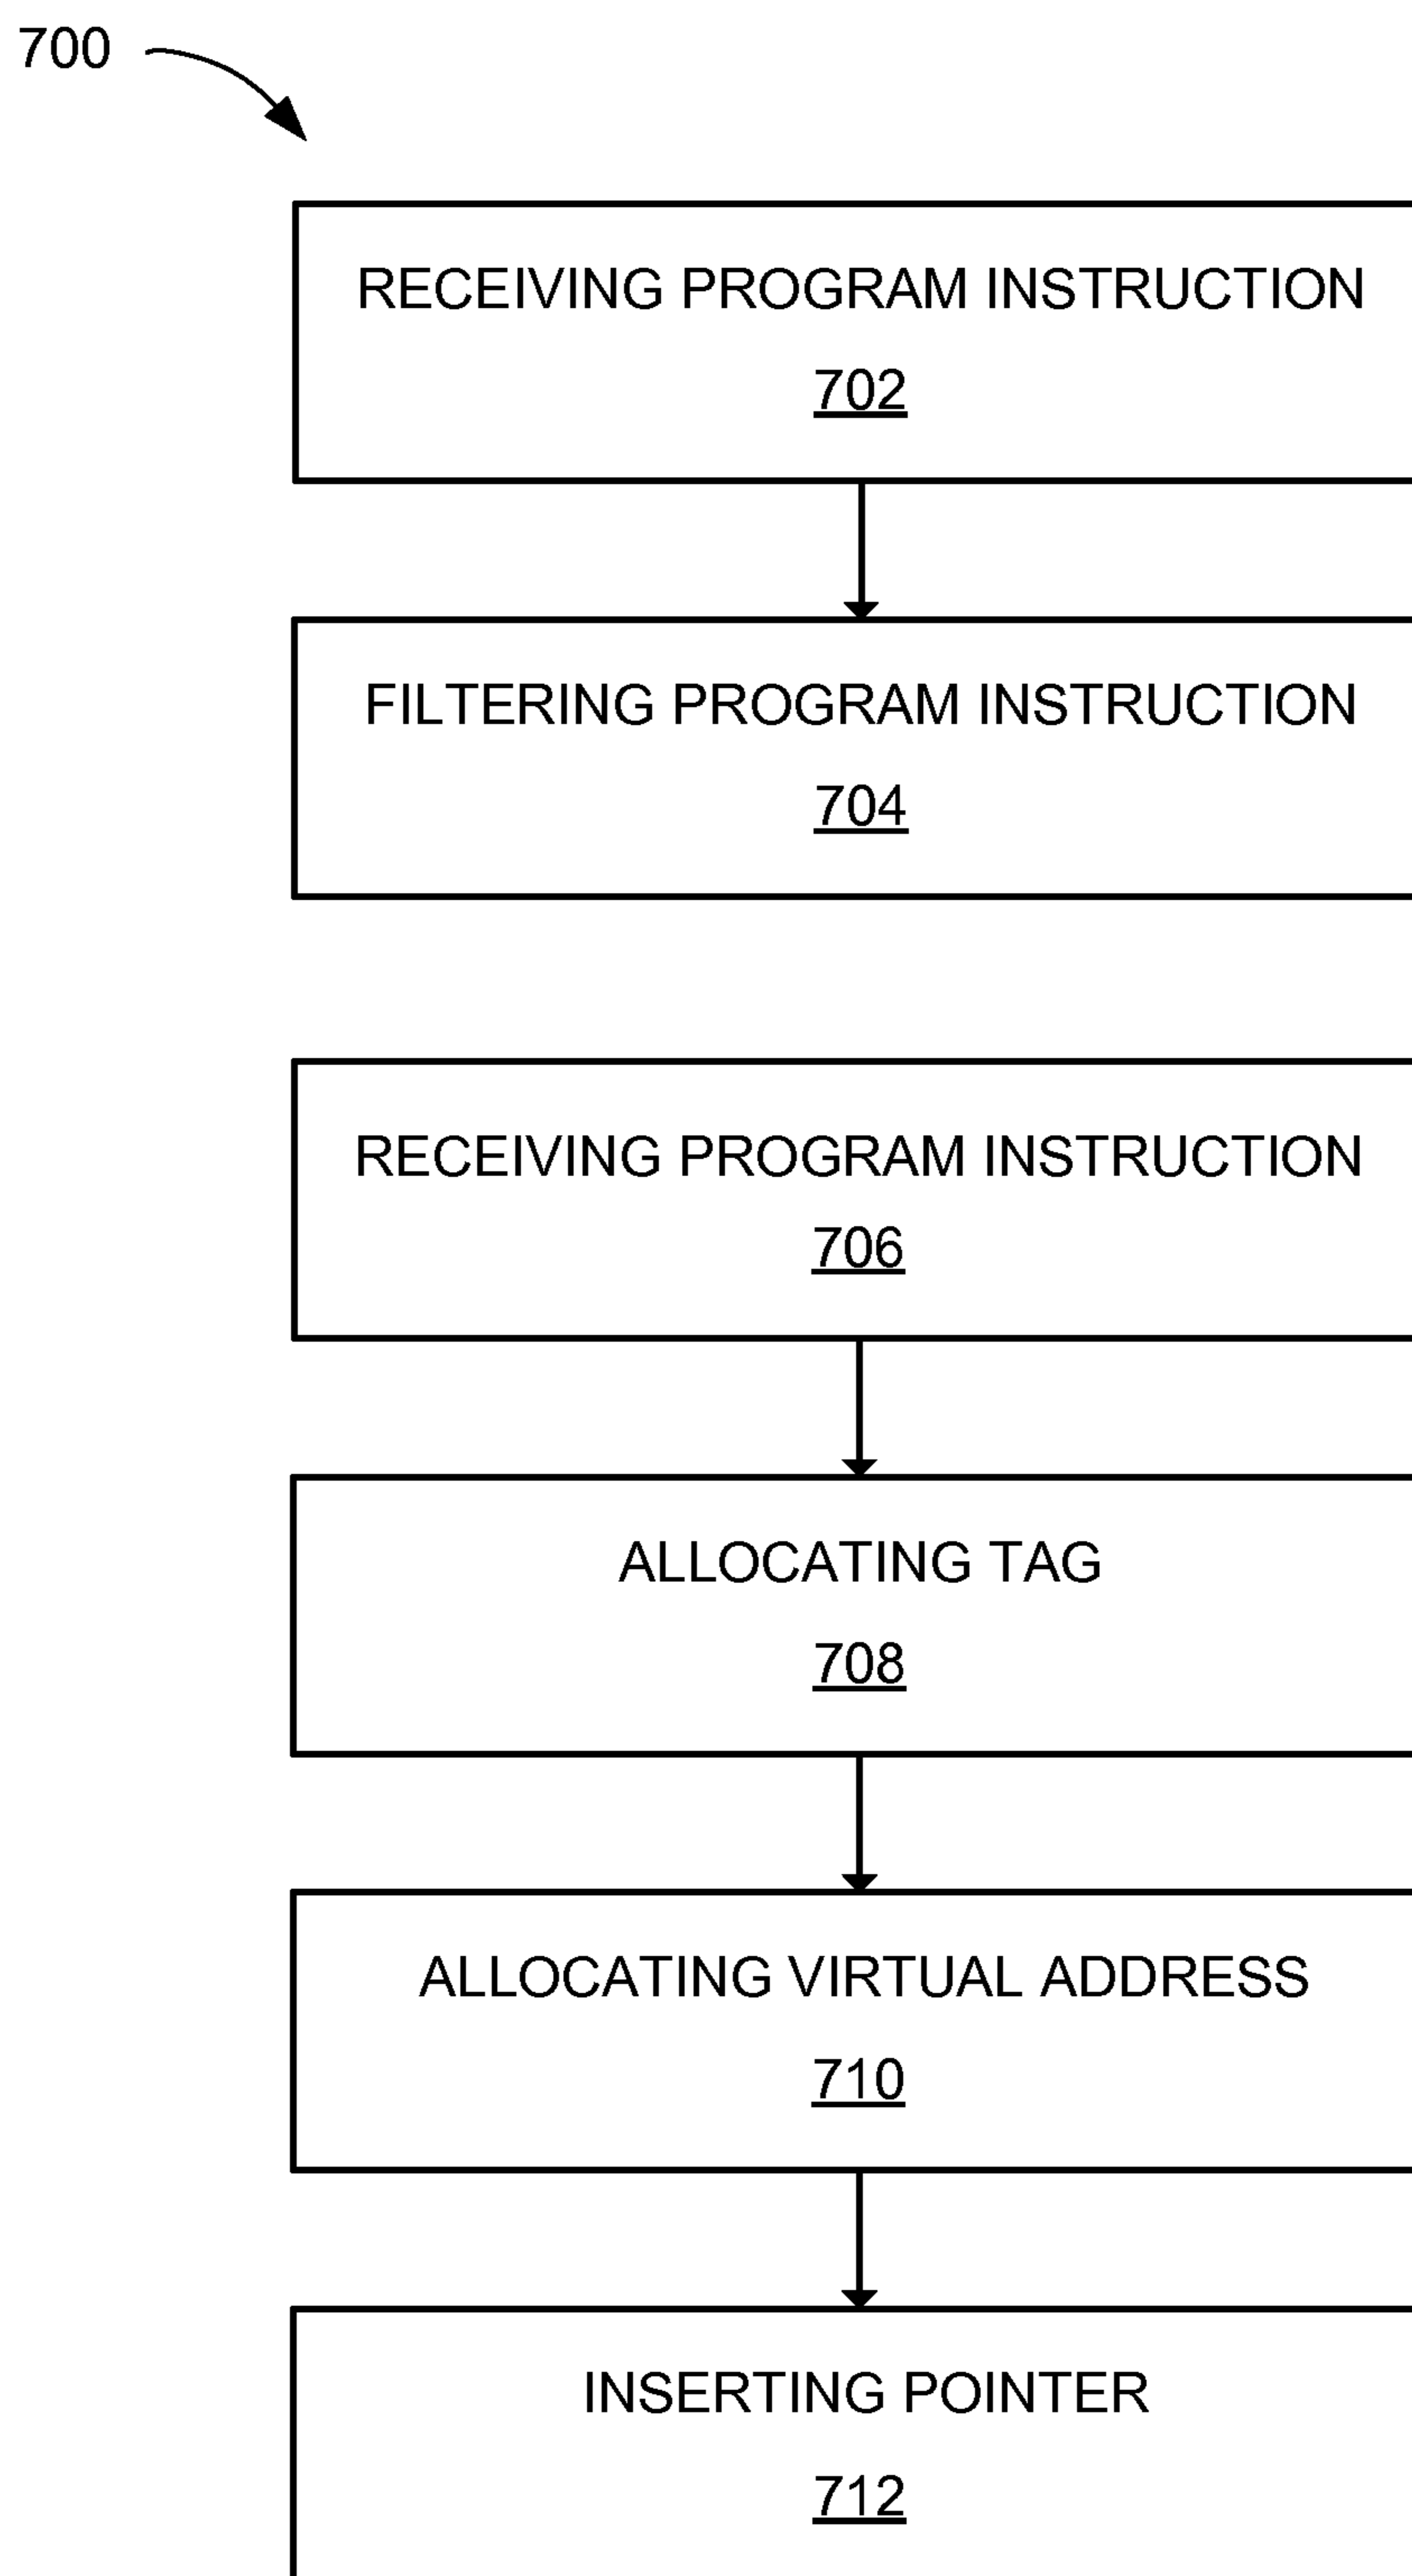 700
RECEIVING PROGRAM INSTRUCTION
702
FILTERING PROGRAM INSTRUCTION
704
RECEIVING PROGRAM INSTRUCTION
706
ALLOCATING TAG
708
ALLOCATING VIRTUAL ADDRESS
710
INSERTING POINTER
712